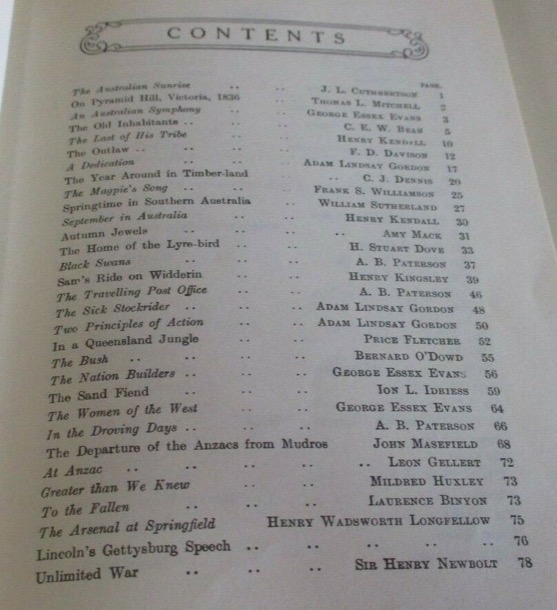 CONTENTS
PAGE.
The Australian Sunrise .. .. J. L. CUTHBERTSON 1
On Pyramid Hill, Victoria, 1836 THOMAS L. MITCHELL 2
An Australian Symphony .. GEORGE ESSEX EVANS 3
The Old Inhabitants .. .. C. E. W. BEAN 5
The Last of His Tribe .. .. HENRY KENDALL 10
The Outlaw .. .. .. F. D. DAVISON 12
A Dedication .. .. ADAM LINDSAY GORDON 17
The Year Around in Timber-land .. C. J. DENNIS 20
The Magpie's Song .. .. FRANK S. WILLIAMSON 25
Springtime in Southern Australia WILLIAM SUTHERLAND 27
September in Australia .. .. HENRY KENDALL 30
Autumn Jewels .. .. .. AMY MACK 31
The Home of the Lyre-bird .. .. H. STUART DOVE 33
Black Swans .. .. A. B. PATERSON 37
Sam's Ride on Widderin .. .. HENRY KINGSLEY 39
The Travelling Post Office .. .. A. B. PATERSON 46
The Sick Stockrider .. .. ADAM LINDSAY GORDON 48
Two Principles of Action .. ADAM LINDSAY GORDON 50
In a Queensland Jungle .. .. PRICE FLETCHER 52
The Bush .. .. .. BERNARD O'DOWD 55
The Nation Builders .. .. GEORGE ESSEX EVANS 56
The Sand Fiend .. .. ION L. IDRIESS 59
The Women of the West .. GEORGE ESSEX EVANS 64
In the Droving Days .. .. .. A. B. PATERSON 66
The Departure of the Anzacs from Mudros JOHN MASEFIELD 68
At Anzac .. .. .. .. LEON GELLERT 72
Greater than We Knew .. .. MILDRED HUXLEY 73
To the Fallen .. .. .. LAURENCE BINYON 73
The Arsenal at Springfield HENRY WADSWORTH LONGFELLOW 75
Lincoln's Gettysburg Speech .. .. .. .. .. 76
Unlimited War .. .. .. SIR HENRY NEWBOLT 78